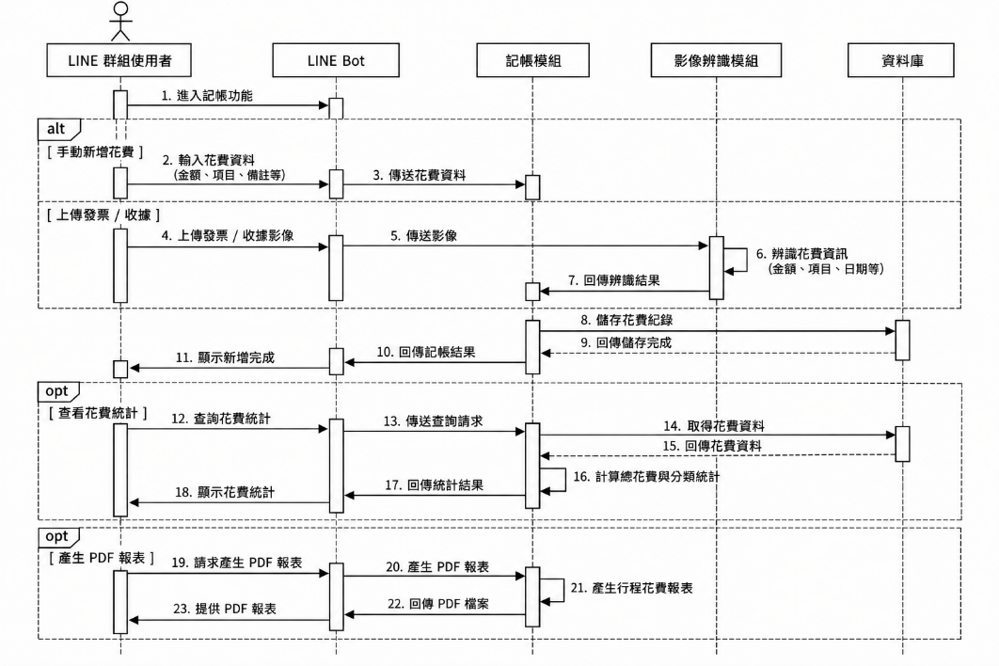 LINE 群組使用者
LINE Bot
記帳模組
影像辨識模組
資料庫
1. 進入記帳功能
alt
[ 手動新增花費 ]
2. 輸入花費資料
(金額、項目、備註等)
3. 傳送花費資料
[ 上傳發票 / 收據 ]
4. 上傳發票 / 收據影像
5. 傳送影像
6. 辨識花費資訊
(金額、項目、日期等)
7. 回傳辨識結果
8. 儲存花費紀錄
9. 回傳儲存完成
10. 回傳記帳結果
11. 顯示新增完成
opt
[ 查看花費統計 ]
12. 查詢花費統計
13. 傳送查詢請求
14. 取得花費資料
15. 回傳花費資料
16. 計算總花費與分類統計
17. 回傳統計結果
18. 顯示花費統計
opt
[ 產生 PDF 報表 ]
19. 請求產生 PDF 報表
20. 產生 PDF 報表
21. 產生行程花費報表
22. 回傳 PDF 檔案
23. 提供 PDF 報表